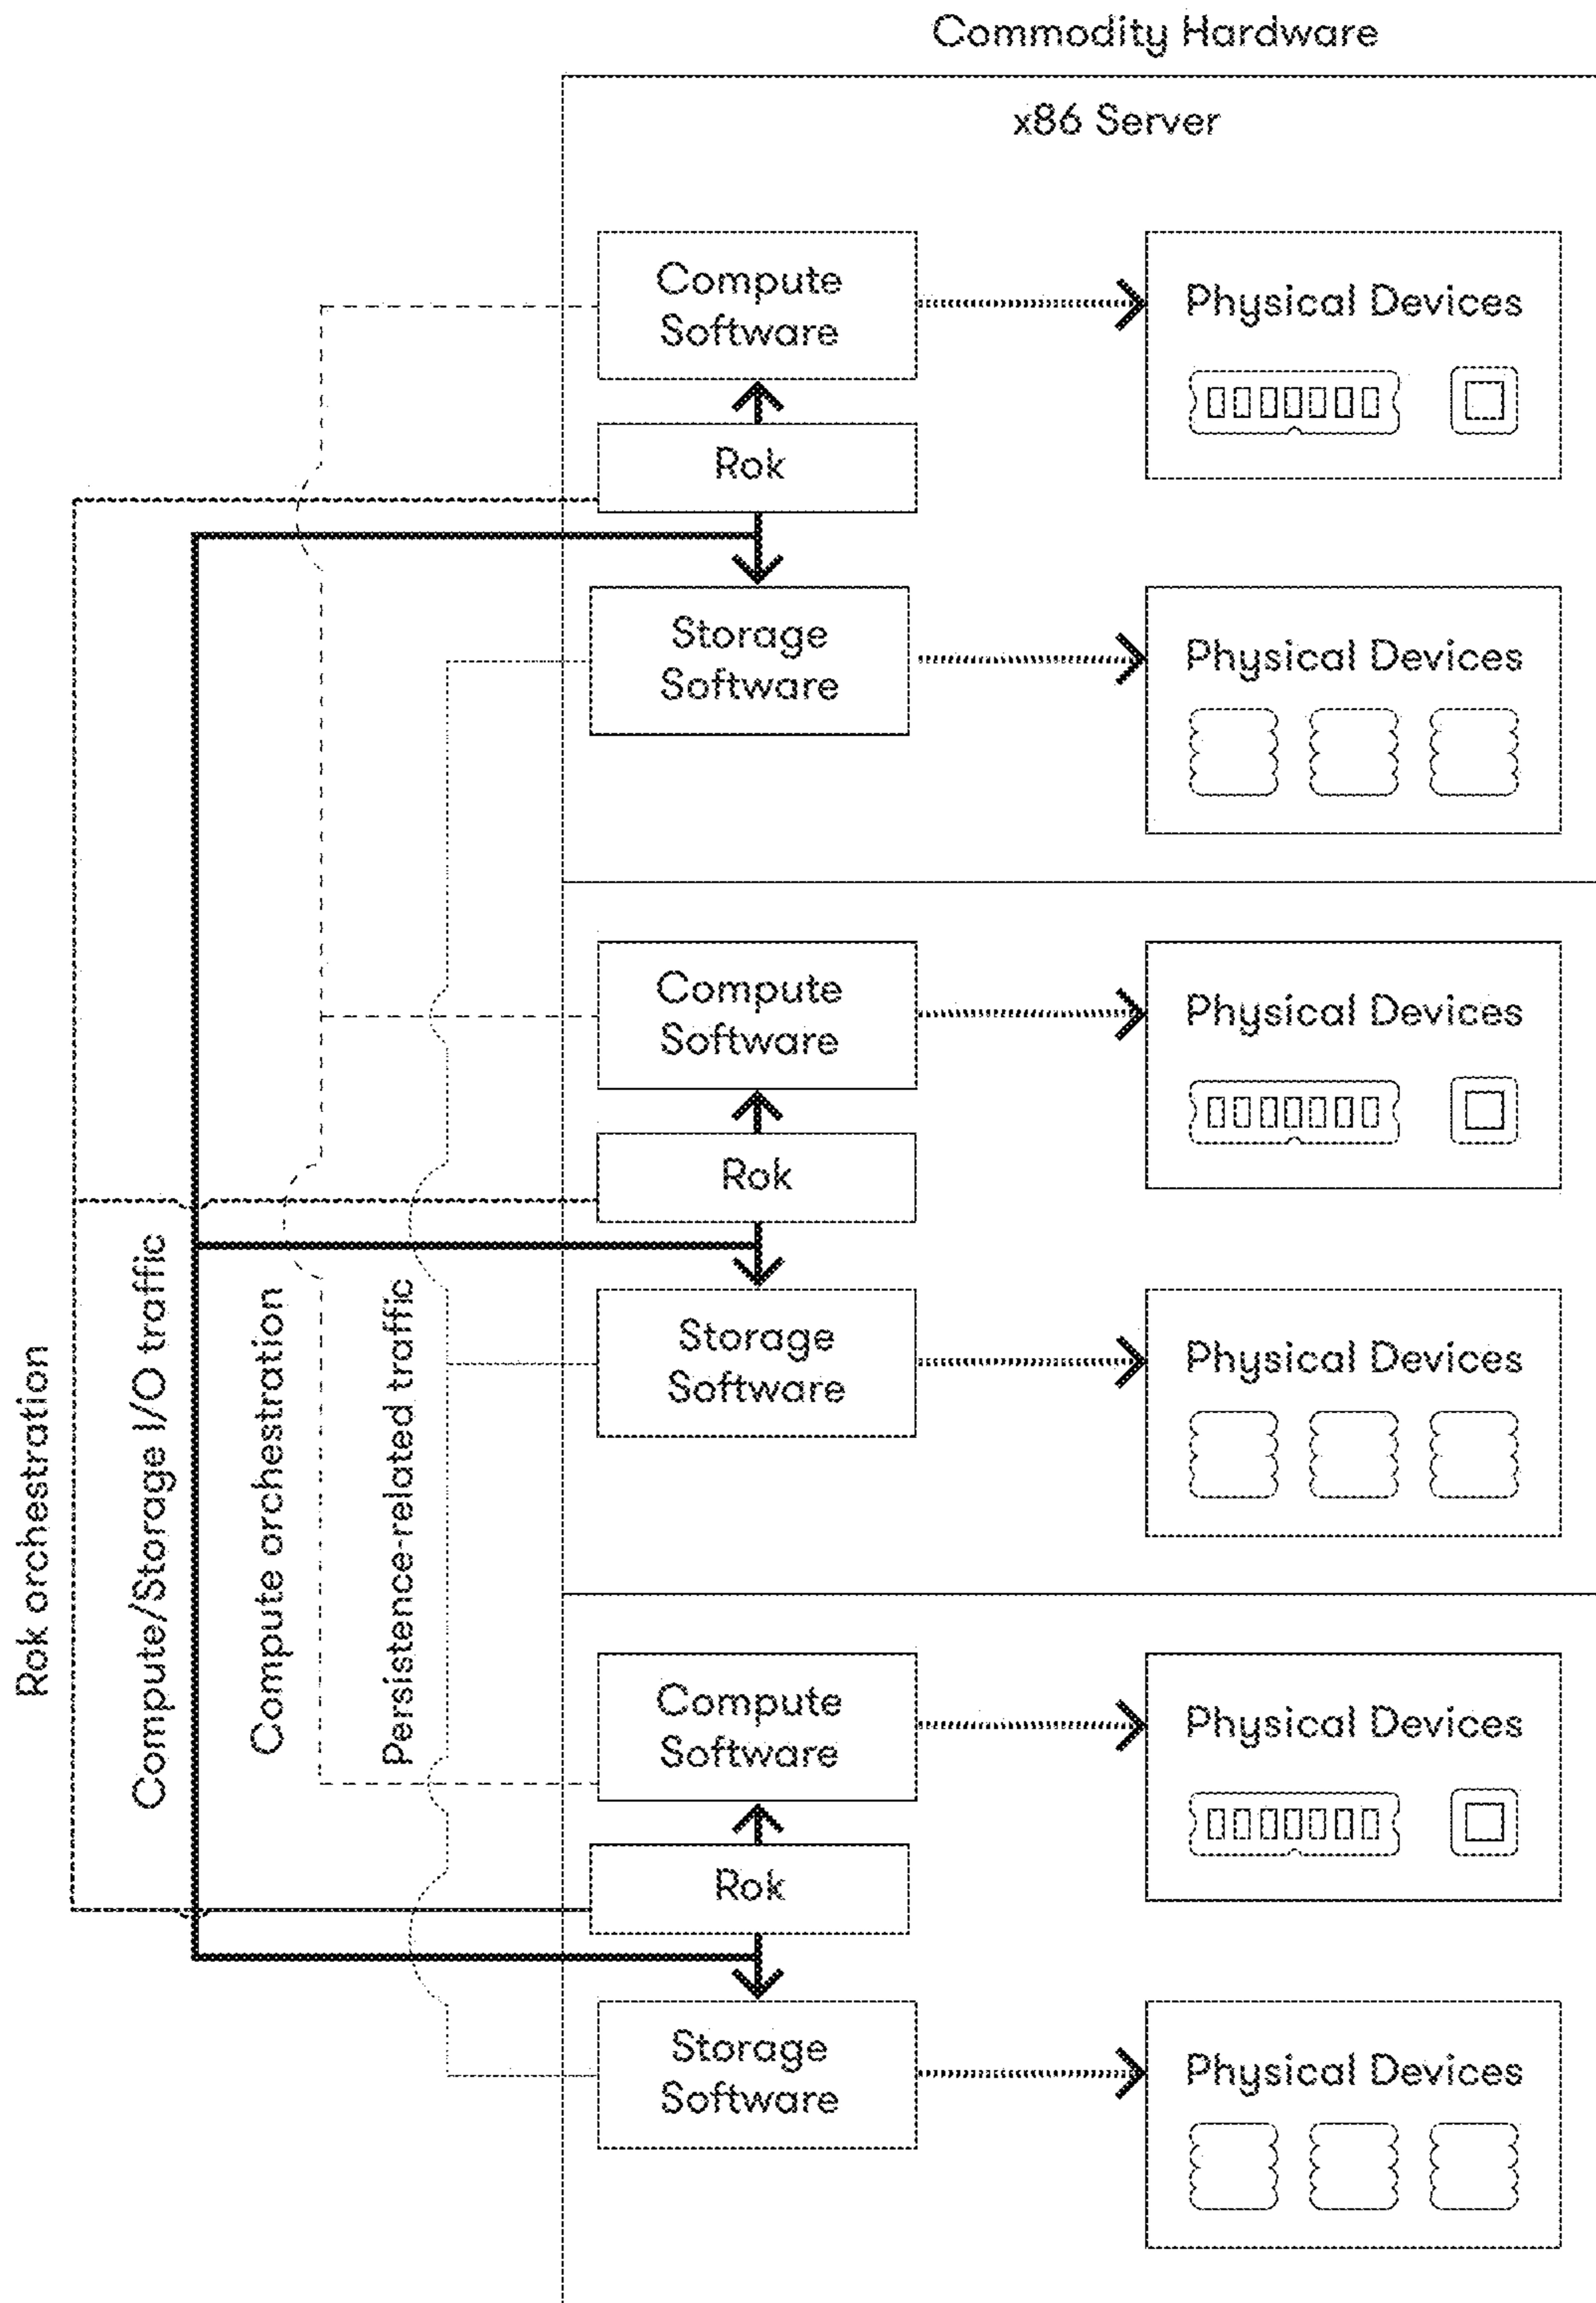 Commodity Hardware
x86 Server
Compute
Software
Physical Devices
Rok
Storage
Software
Physical Devices
Compute
Software
Physical Devices
Rok
Storage
Software
Physical Devices
Compute
Software
Physical Devices
Rok
Storage
Software
Physical Devices
Rok orchestration
Compute/Storage I/O traffic
Compute orchestration
Persistence-related traffic